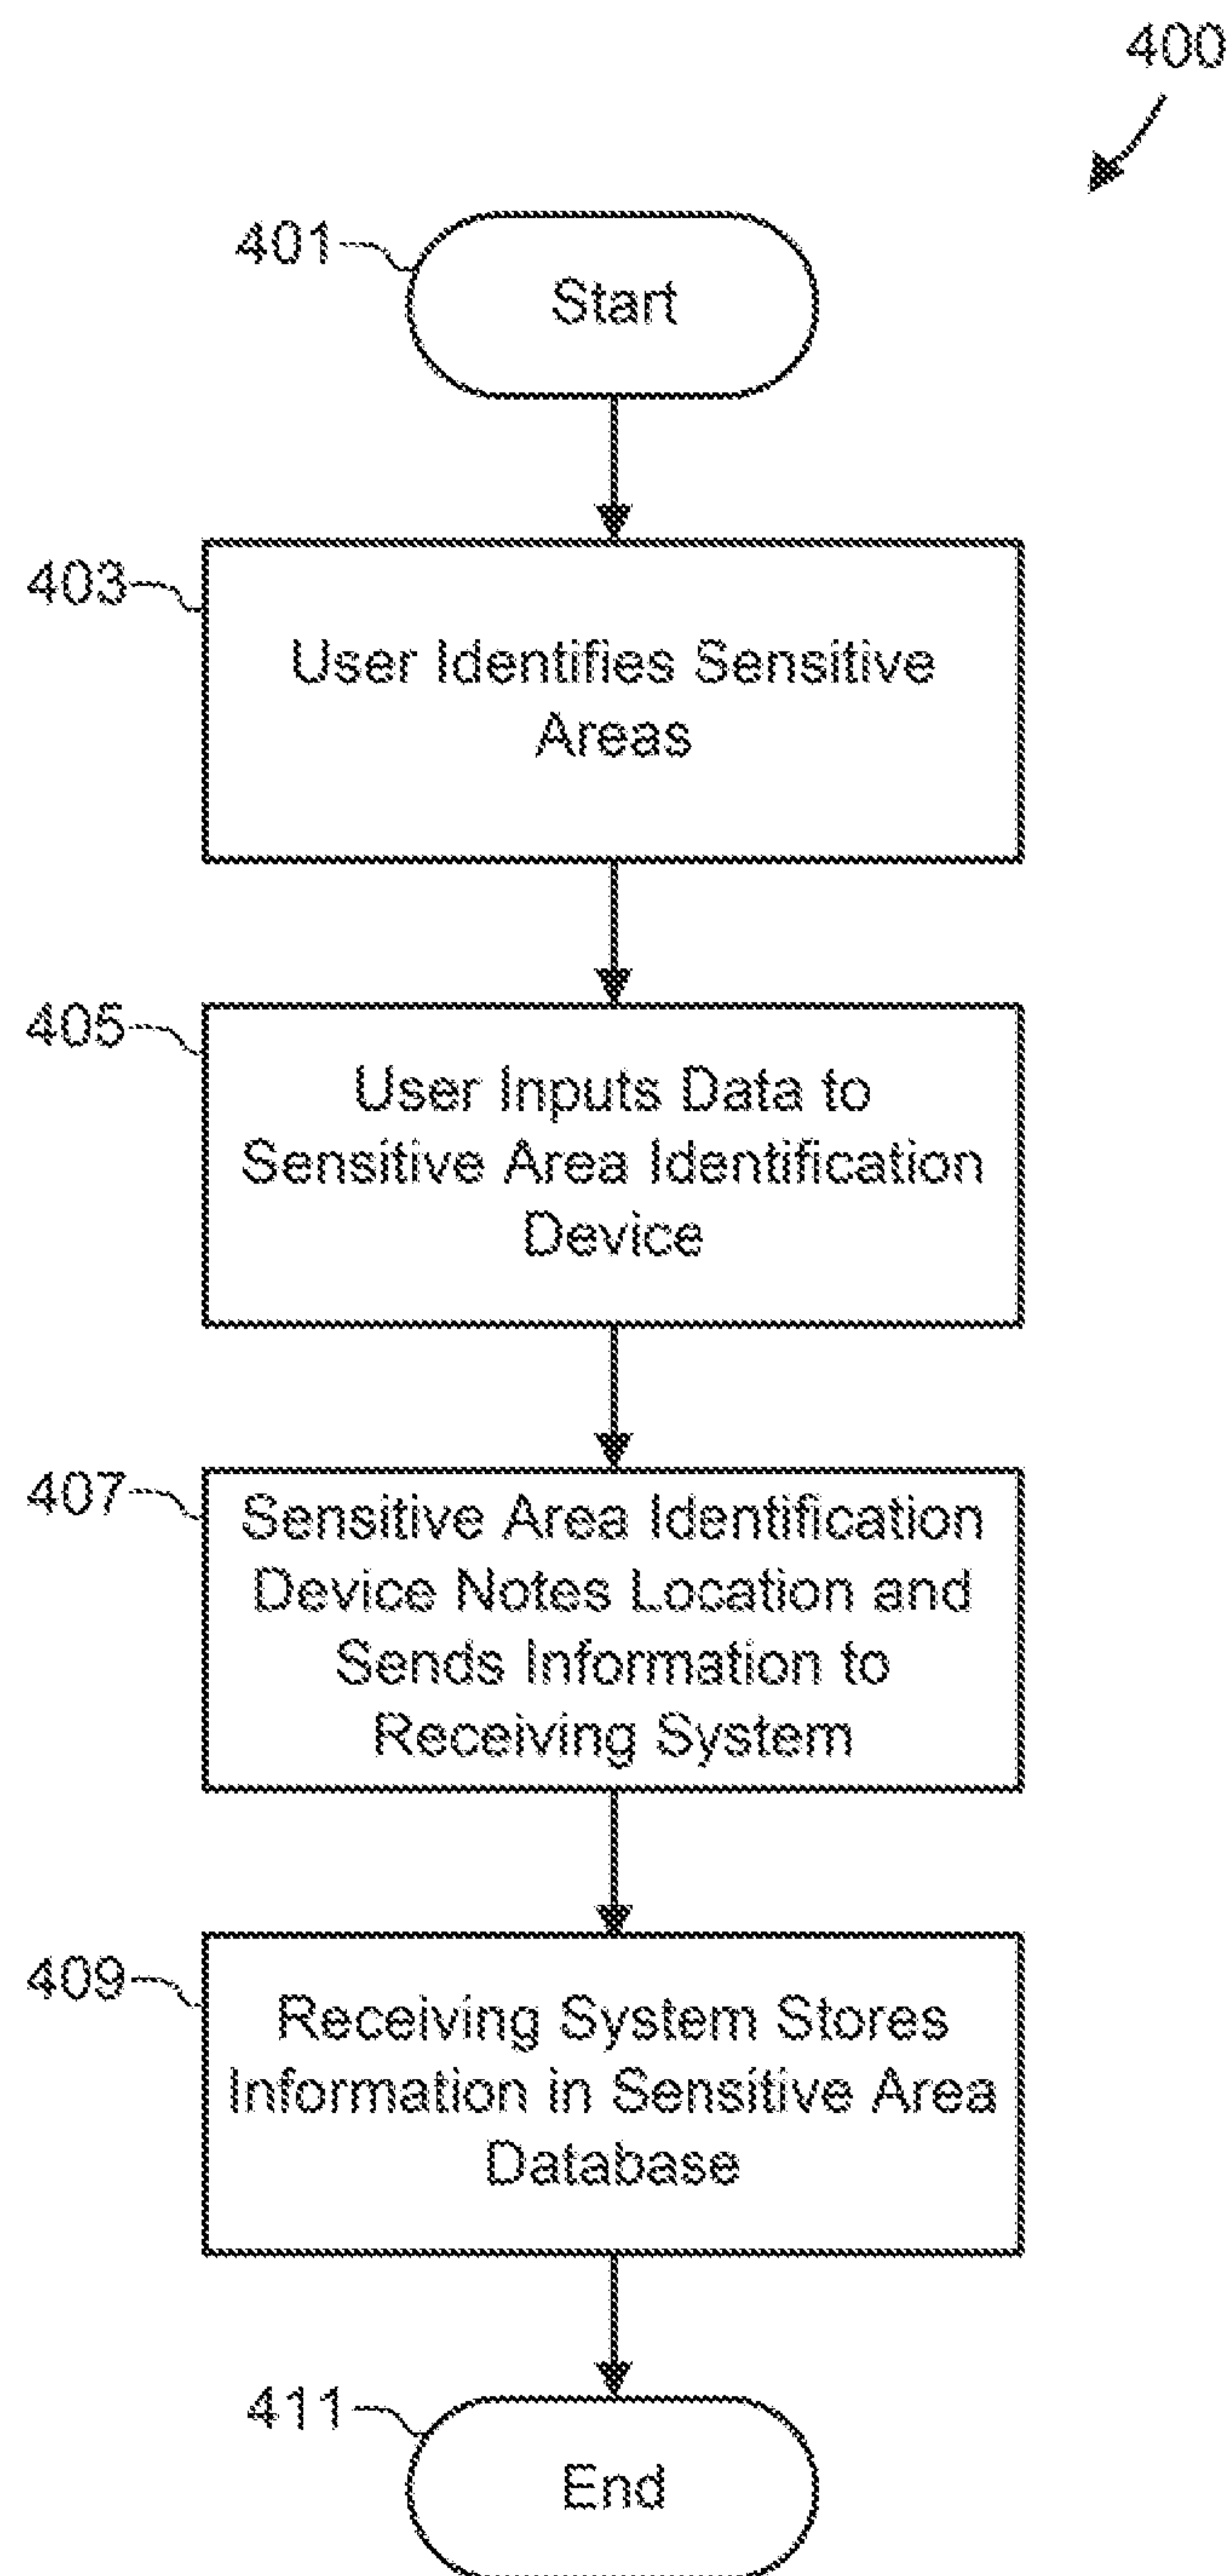 400
401
Start
403
User Identifies Sensitive
Areas
405
User Inputs Data to
Sensitive Area Identification
Device
407
Sensitive Area Identification
Device Notes Location and
Sends Information to
Receiving System
409
Receiving System Stores
Information in Sensitive Area
Database
411
End